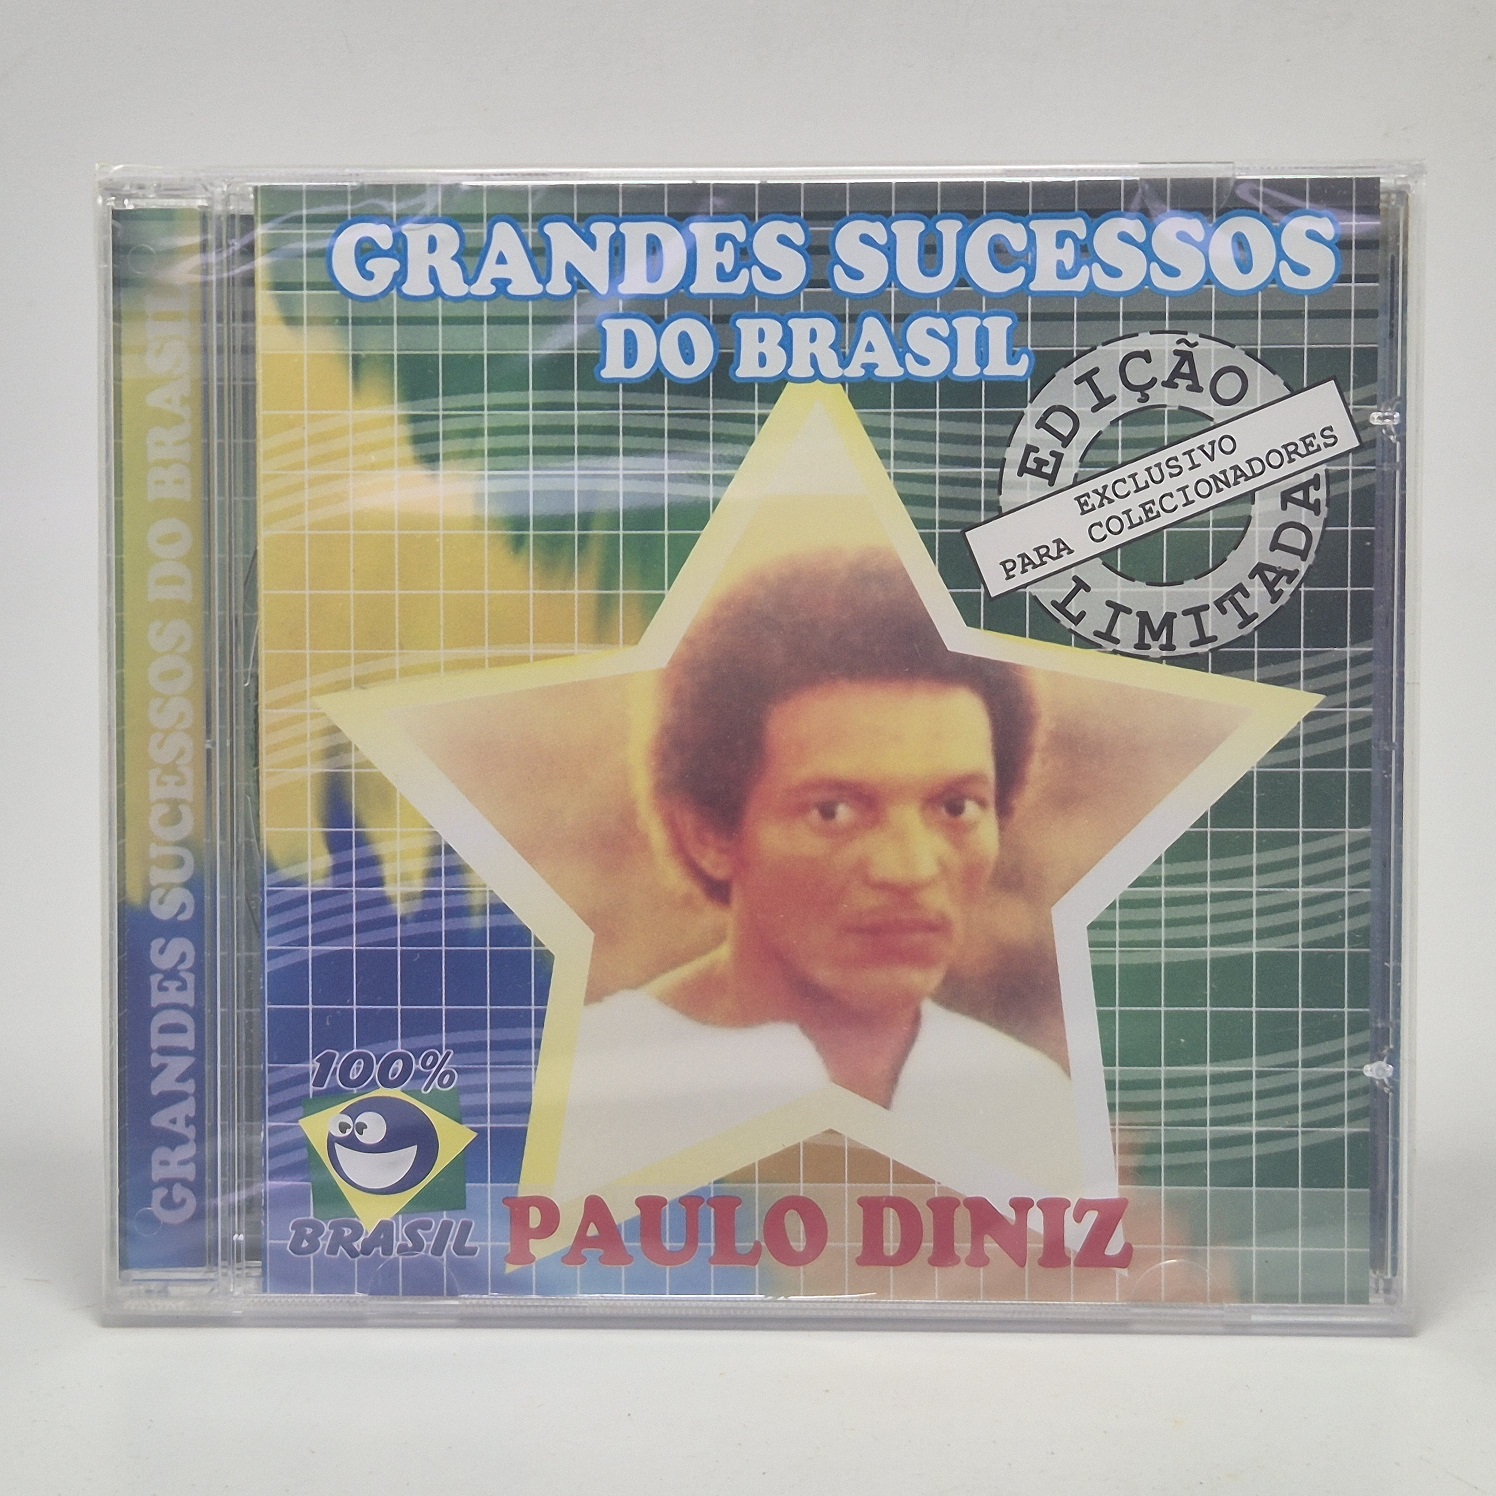 GRANDES SUCESSOS DO BRASIL
GRANDES SUCESSOS
DO BRASIL
EDIÇÃO
EXCLUSIVO
PARA COLECIONADORES
LIMITADA
100%
BRASIL
PAULO DINIZ